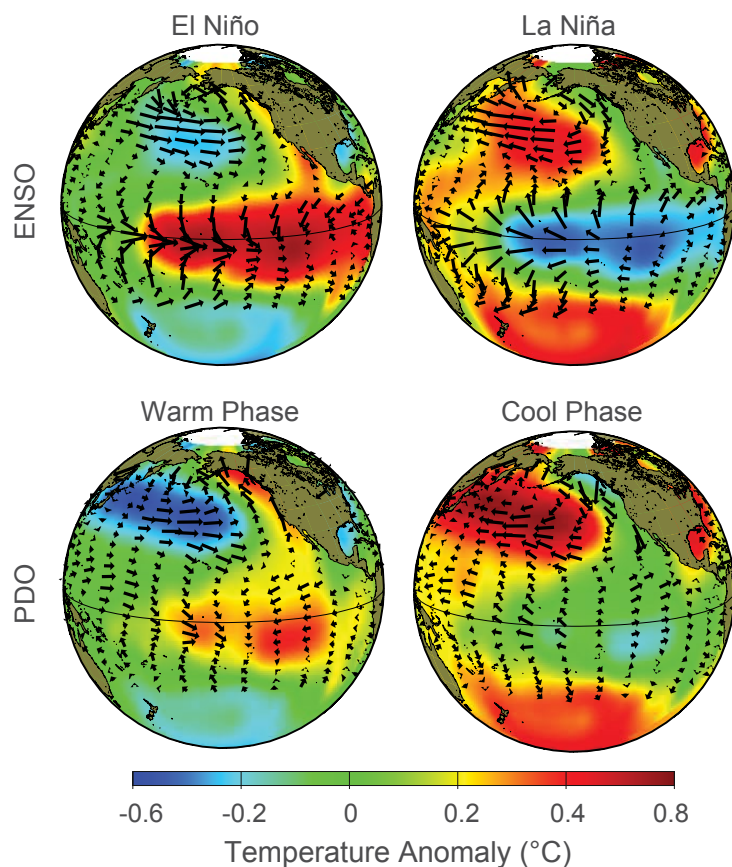 El Niño
La Niña
ENSO
Warm Phase
Cool Phase
PDO
-0.6
-0.2
0
0.2
0.4
0.8
Temperature Anomaly (°C)